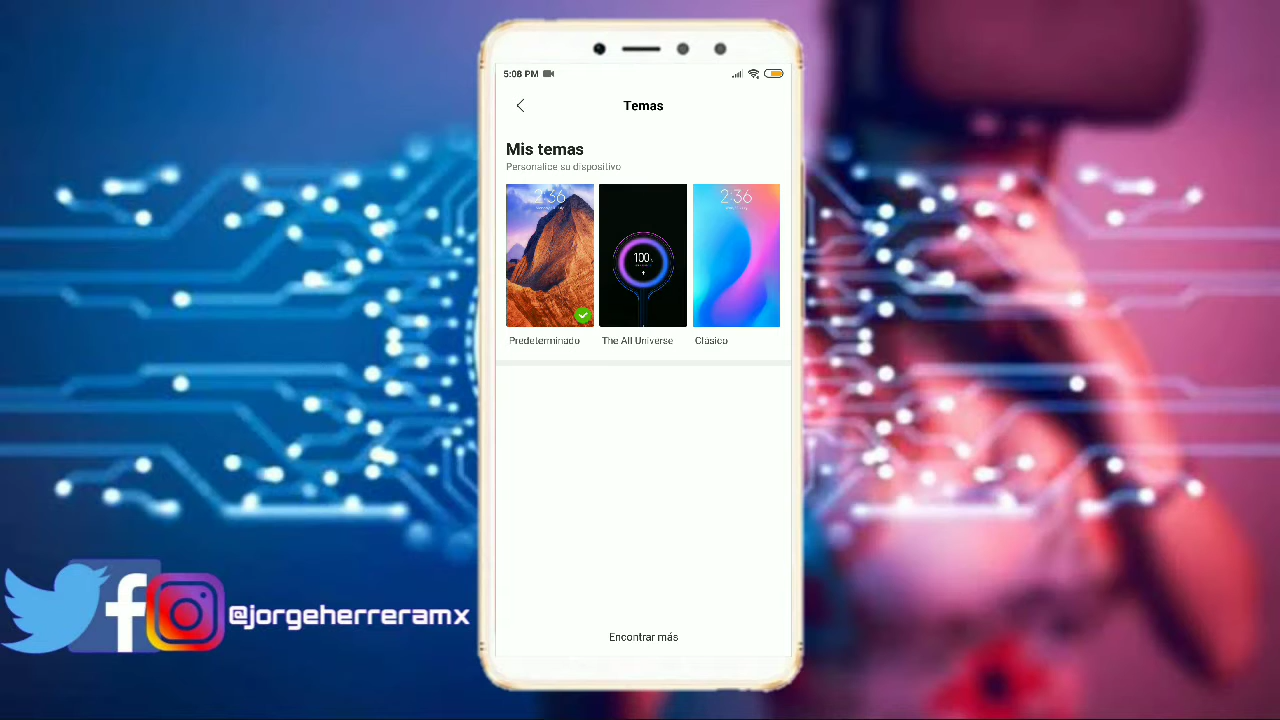 5:08 PM
Temas
Mis temas
Personalice su dispositivo
2:36
100
2:36
Predeterminado
The All Universe
Clasico
Encontrar más
@jorgeherreramx